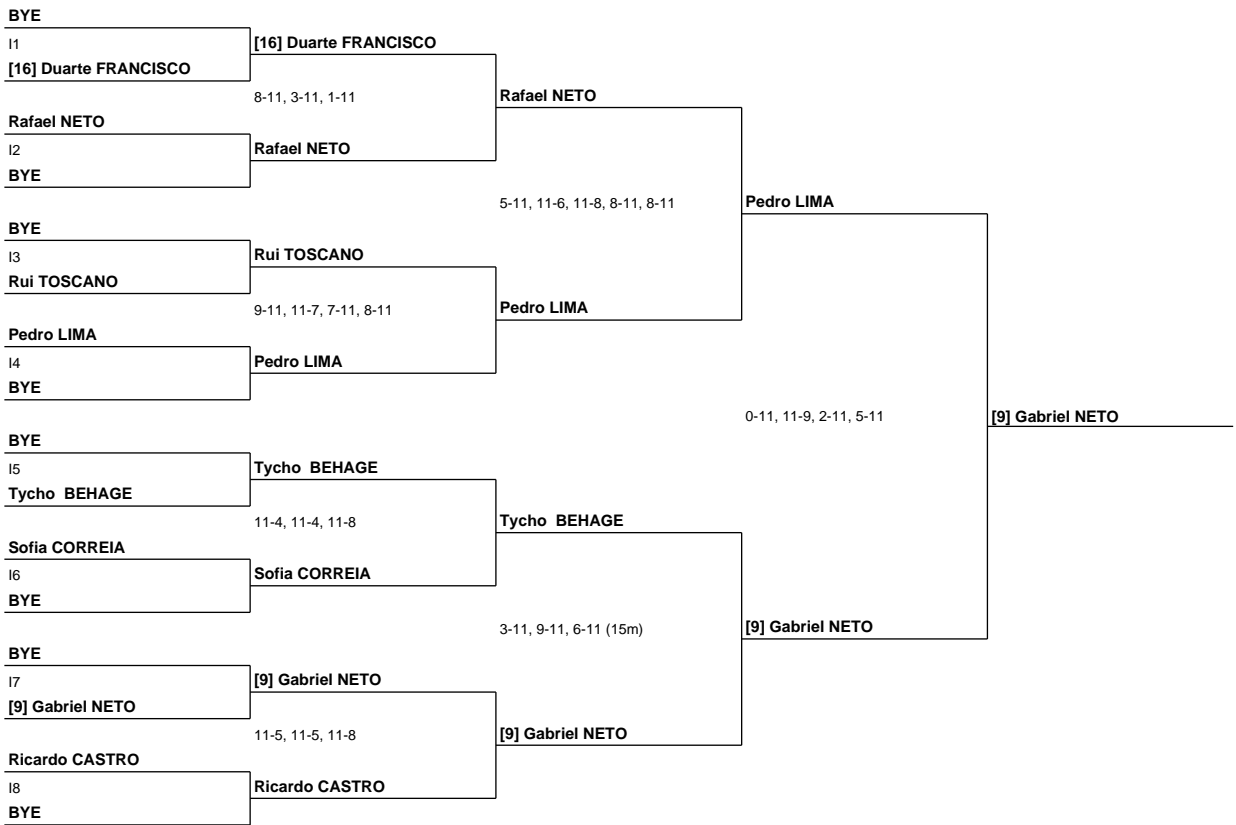 BYE
I1
[16] Duarte FRANCISCO
[16] Duarte FRANCISCO
8-11, 3-11, 1-11
Rafael NETO
Rafael NETO
I2
Rafael NETO
BYE
5-11, 11-6, 11-8, 8-11, 8-11
Pedro LIMA
BYE
I3
Rui TOSCANO
Rui TOSCANO
9-11, 11-7, 7-11, 8-11
Pedro LIMA
Pedro LIMA
I4
Pedro LIMA
BYE
0-11, 11-9, 2-11, 5-11
[9] Gabriel NETO
BYE
I5
Tycho  BEHAGE
Tycho  BEHAGE
11-4, 11-4, 11-8
Tycho  BEHAGE
Sofia CORREIA
I6
Sofia CORREIA
BYE
3-11, 9-11, 6-11 (15m)
[9] Gabriel NETO
BYE
I7
[9] Gabriel NETO
[9] Gabriel NETO
11-5, 11-5, 11-8
[9] Gabriel NETO
Ricardo CASTRO
I8
Ricardo CASTRO
BYE